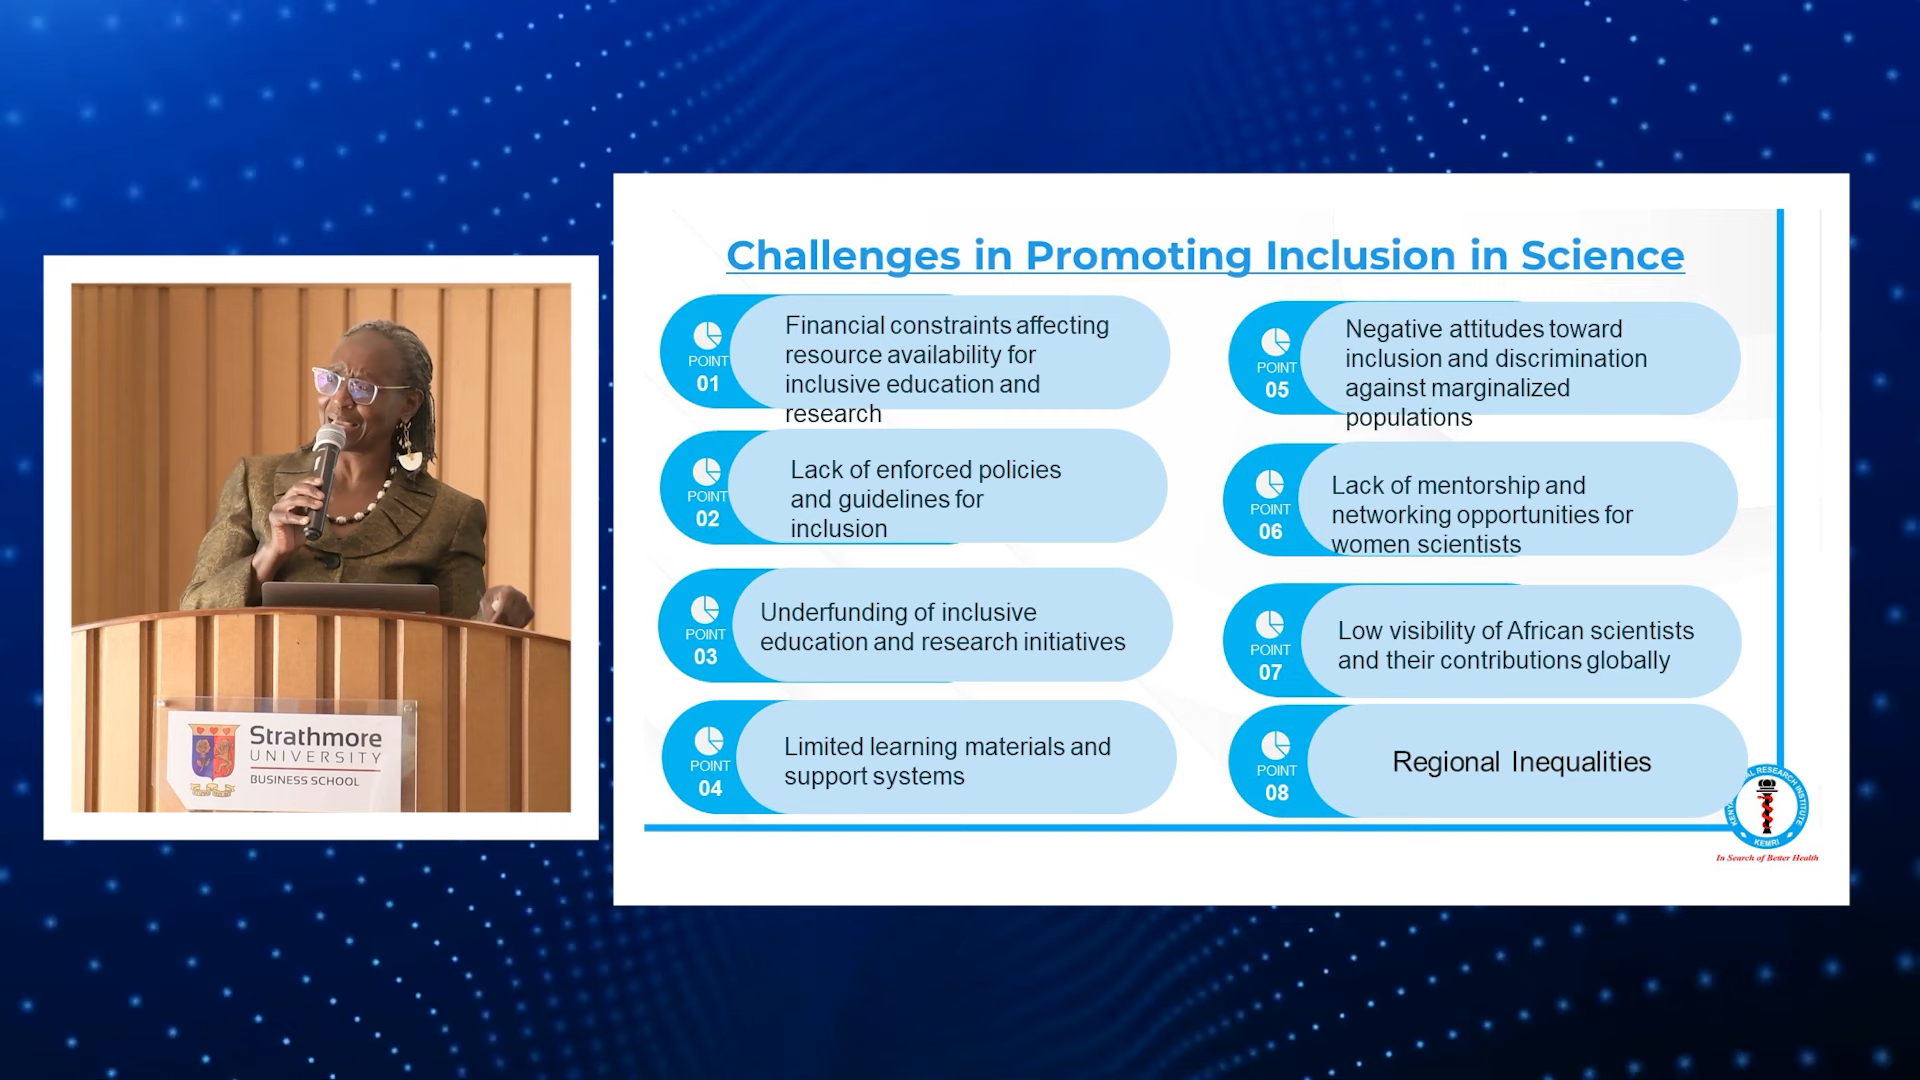 Challenges in Promoting Inclusion in Science
POINT
01
Financial constraints affecting
resource availability for
inclusive education and
research
POINT
02
Lack of enforced policies
and guidelines for
inclusion
POINT
03
Underfunding of inclusive
education and research initiatives
POINT
04
Limited learning materials and
support systems
POINT
05
Negative attitudes toward
inclusion and discrimination
against marginalized
populations
POINT
06
Lack of mentorship and
networking opportunities for
women scientists
POINT
07
Low visibility of African scientists
and their contributions globally
POINT
08
Regional Inequalities
RESEARCH INSTITUTE
KEMRI
In Search of Better Health
Strathmore
UNIVERSITY
BUSINESS SCHOOL